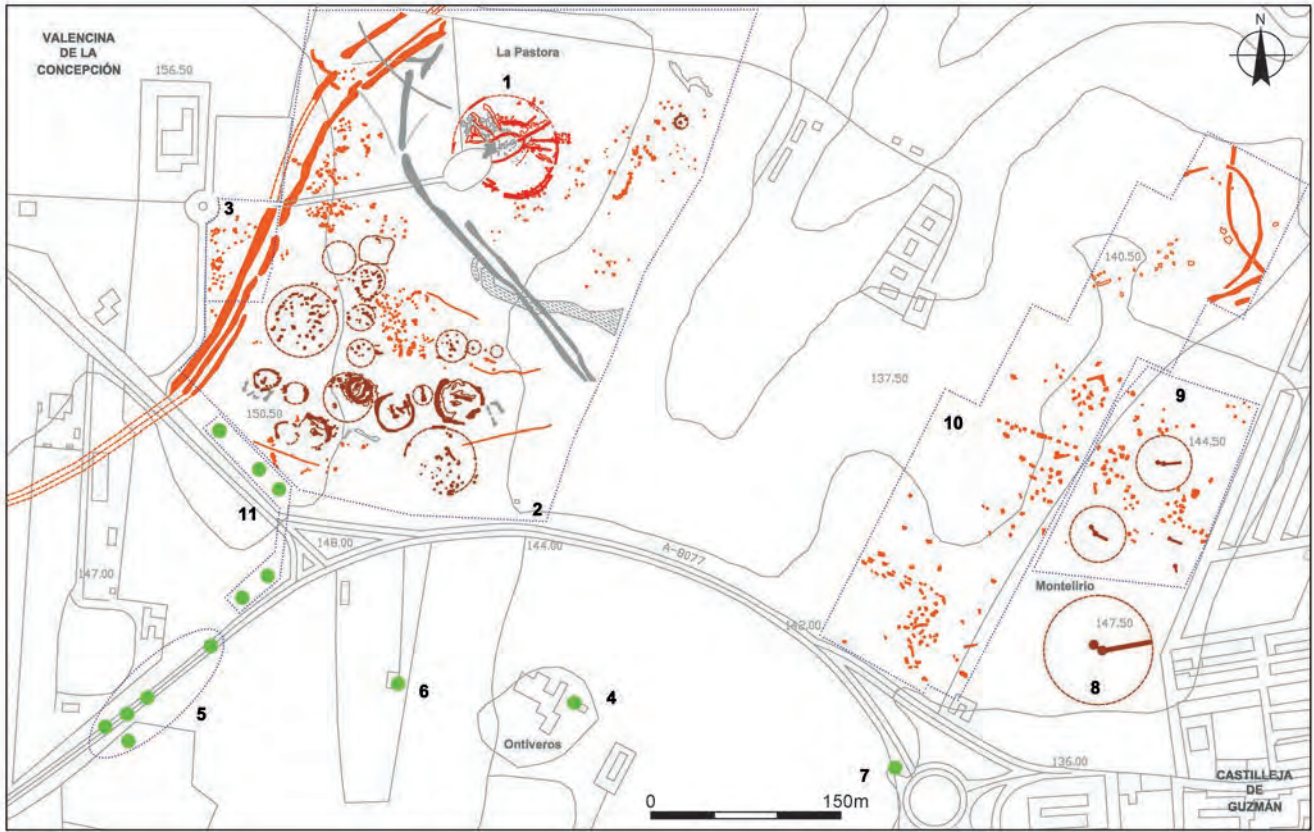 VALENCINA
DE LA
CONCEPCIÓN
156.50
La Pastora
1
N
3
140.50
137.50
9
10
144.50
150.50
2
11
148.00
144.00
A-8077
147.00
Montelirio
142.00
147.50
8
6
4
5
Ontiveros
7
136.00
0
150m
CASTILLEJA
DE
GUZMÁN